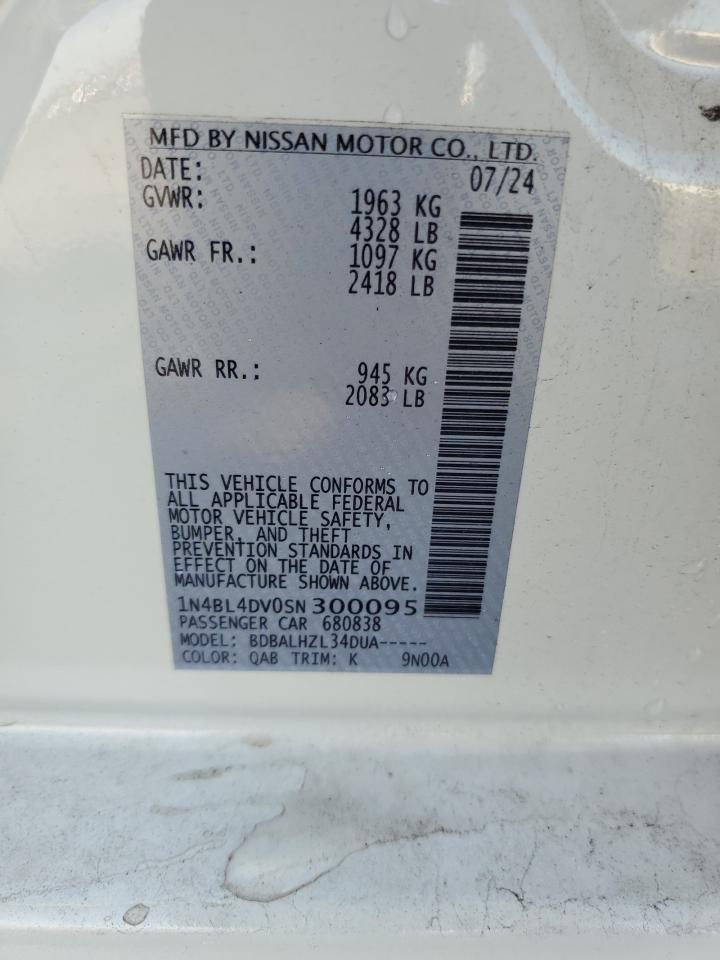 MFD BY NISSAN MOTOR CO., LTD.
DATE: 07/24
GVWR: 1963 KG
4328 LB
GAWR FR.: 1097 KG
2418 LB
GAWR RR.: 945 KG
2083 LB
THIS VEHICLE CONFORMS TO
ALL APPLICABLE FEDERAL
MOTOR VEHICLE SAFETY,
BUMPER, AND THEFT
PREVENTION STANDARDS IN
EFFECT ON THE DATE OF
MANUFACTURE SHOWN ABOVE.
1N4BL4DV0SN300095
PASSENGER CAR 680838
MODEL: BDBALHZL34DUA-----
COLOR: QAB TRIM: K 9N00A